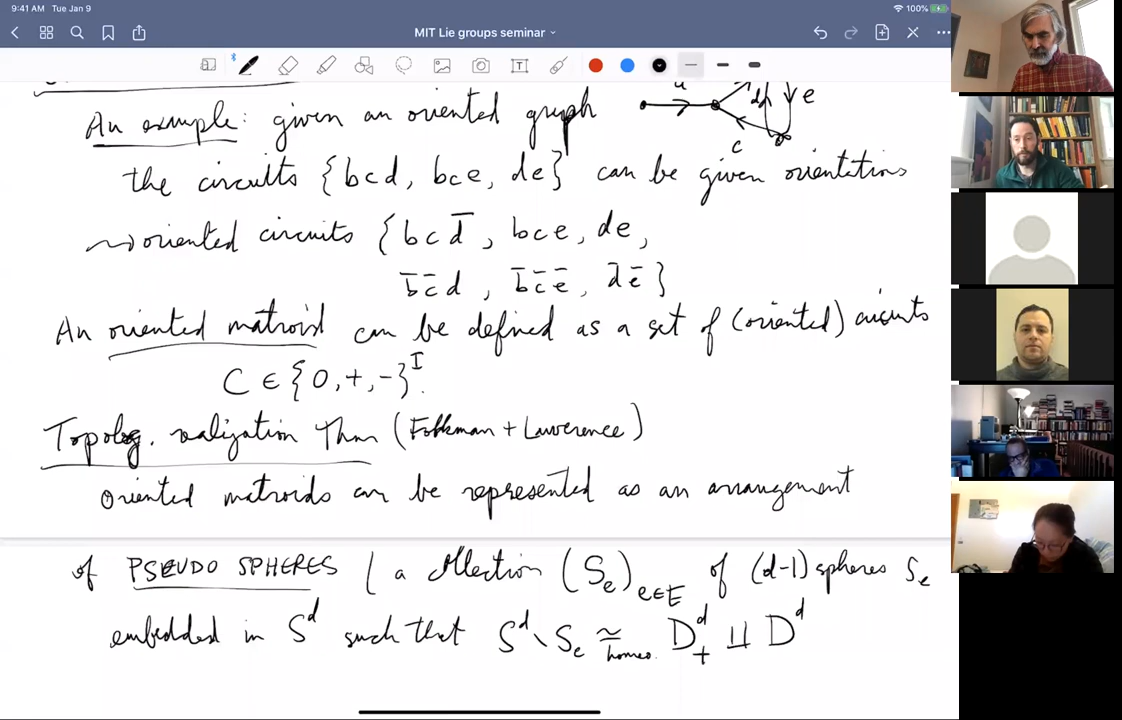 9:41 AM Tue Jan 9
100%
MIT Lie groups seminar
An example: given an oriented graph
d e
c
the circuits {bcd, bce, de} can be given orientations
⇝ oriented circuits {bcd̅, bce, de,
b̅c̅d, b̅c̅e̅, d̅e̅}
An oriented matroid can be defined as a set of (oriented) circuits
C ∈ {0,+,-}^I.
Topolog. realization Thm (Folkman + Lawerence)
Oriented matroids can be represented as an arrangement
of PSEUDO SPHERES (a collection (S_e)_{e∈E} of (d-1) spheres S_e
embedded in S^d such that S^d \ S_e ≃ homeo. D^d_+ ⨿ D^d